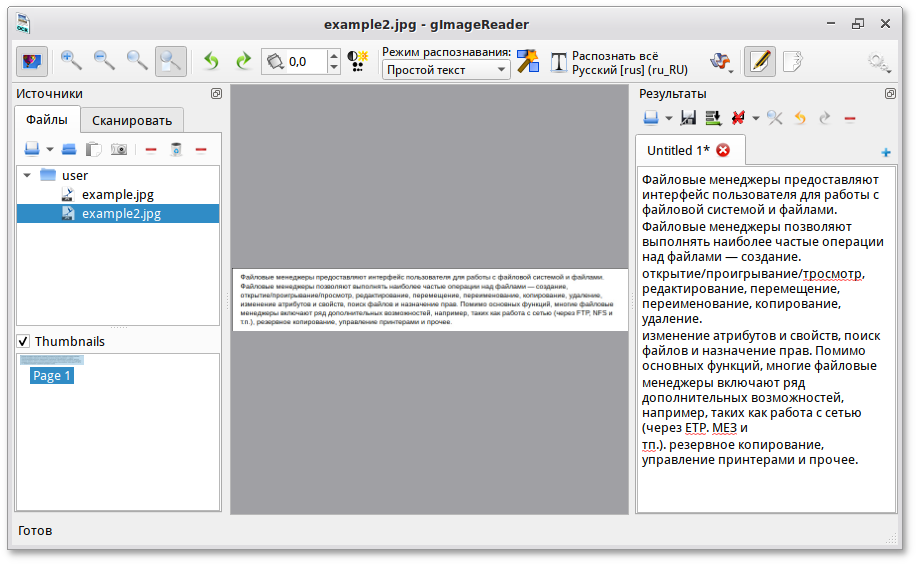 example2.jpg - gImageReader
0,0
Режим распознавания:
Простой текст
Распознать всё
Русский [rus] (ru_RU)
Источники
Файлы
Сканировать
user
example.jpg
example2.jpg
Thumbnails
Page 1
Файловые менеджеры предоставляют интерфейс пользователя для работы с файловой системой и файлами.
Файловые менеджеры позволяют выполнять наиболее частые операции над файлами — создание,
открытие/проигрывание/просмотр, редактирование, перемещение, переименование, копирование, удаление,
изменение атрибутов и свойств, поиск файлов и назначение прав. Помимо основных функций, многие файловые
менеджеры включают ряд дополнительных возможностей, например, таких как работа с сетью (через FTP, NFS и
т.п.), резервное копирование, управление принтерами и прочее.
Результаты
Untitled 1*
Файловые менеджеры предоставляют
интерфейс пользователя для работы с
файловой системой и файлами.
Файловые менеджеры позволяют
выполнять наиболее частые операции
над файлами — создание.
открытие/проигрывание/тросмотр,
редактирование, перемещение,
переименование, копирование,
удаление.
изменение атрибутов и свойств, поиск
файлов и назначение прав. Помимо
основных функций, многие файловые
менеджеры включают ряд
дополнительных возможностей,
например, таких как работа с сетью
(через ЕТР. МЕЗ и
тп.). резервное копирование,
управление принтерами и прочее.
Готов